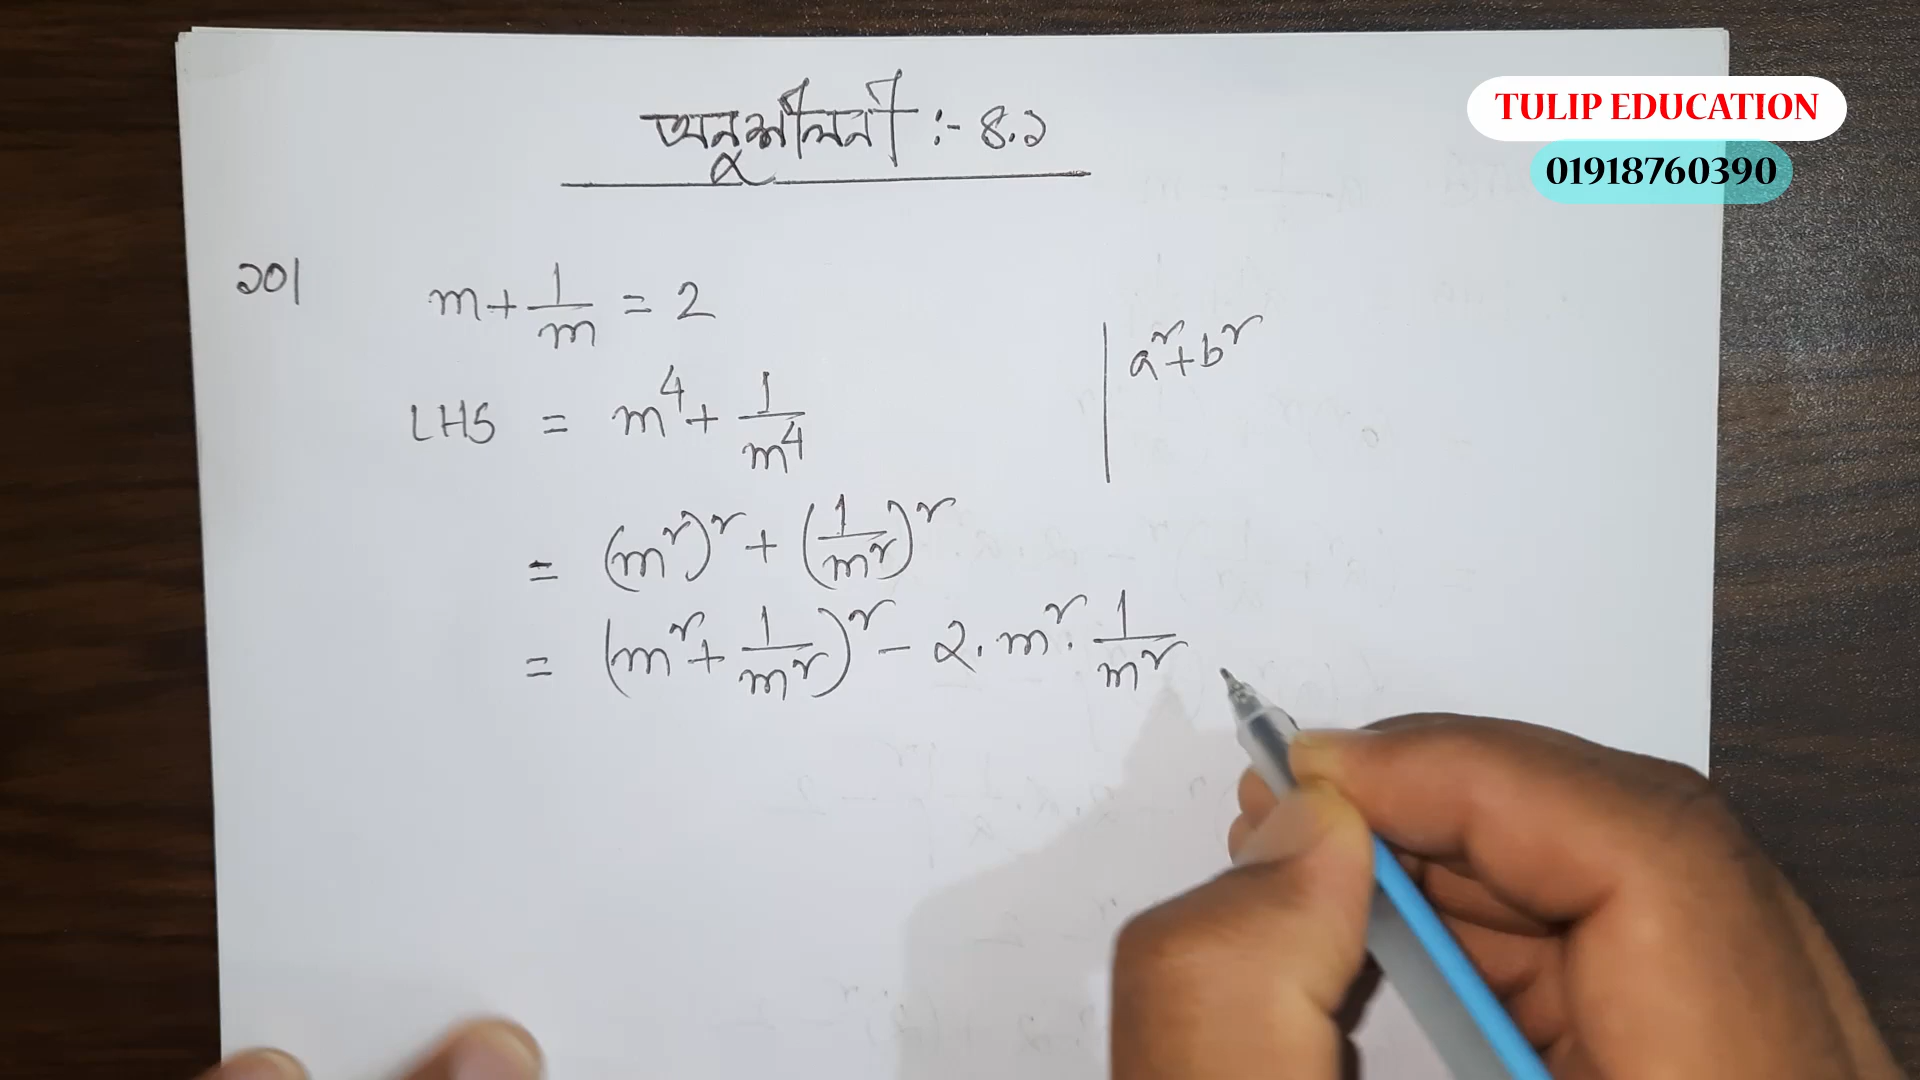 অনুশীলনী :- ৪.১
TULIP EDUCATION
01918760390
১০।
m + 1/m = 2
LHS = m⁴ + 1/m⁴
a² + b²
= (m²)² + (1/m²)²
= (m² + 1/m²)² - 2 . m² . 1/m²